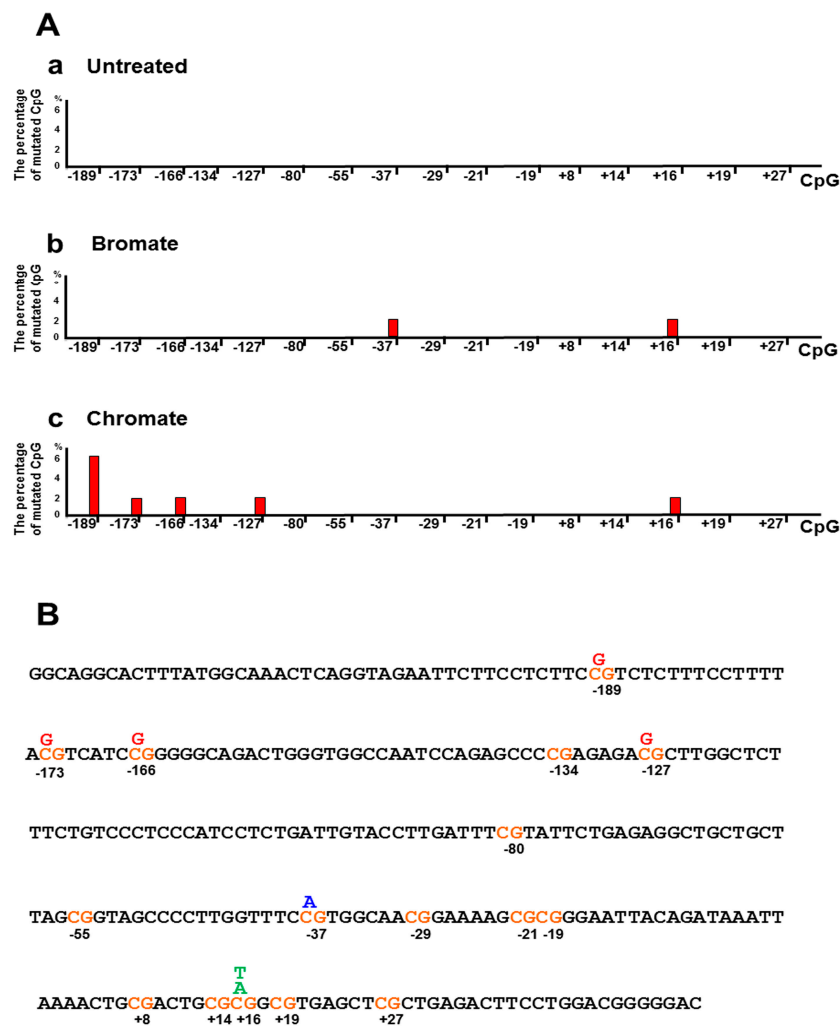 A
a Untreated
The percentage
of mutated CpG
%
6
4
2
0
-189 -173 -166 -134 -127 -80 -55 -37 -29 -21 -19 +8 +14 +16 +19 +27 CpG
b Bromate
The percentage
of mutated (pG
%
4
2
0
-189 -173 -166 -134 -127 -80 -55 -37 -29 -21 -19 +8 +14 +16 +19 +27 CpG
c Chromate
The percentage
of mutated CpG
%
6
4
2
0
-189 -173 -166 -134 -127 -80 -55 -37 -29 -21 -19 +8 +14 +16 +19 +27 CpG
B
G
GGCAGGCACTTTATGGCAAACTCAGGTAGAATTCTTCCTCTTCCGTCTCTTTCCTTTT
-189
G G G
ACGTCATCCGGGGGCAGACTGGGTGGCCAATCCAGAGCCCCGAGAGACGCTTGGCTCT
-173 -166 -134 -127
TTCTGTCCCTCCCATCCTCTGATTGTACCTTGATTTCGTATTCTGAGAGGCTGCTGCT
-80
A
TAGCGGTAGCCCCTTGGTTTCCGTGGCAACGGAAAAGCGCGGGAATTACAGATAAATT
-55 -37 -29 -21 -19
T
A
AAAACTGCGACTGCGCGGCGTGAGCTCGCTGAGACTTCCTGGACGGGGGAC
+8 +14 +16 +19 +27